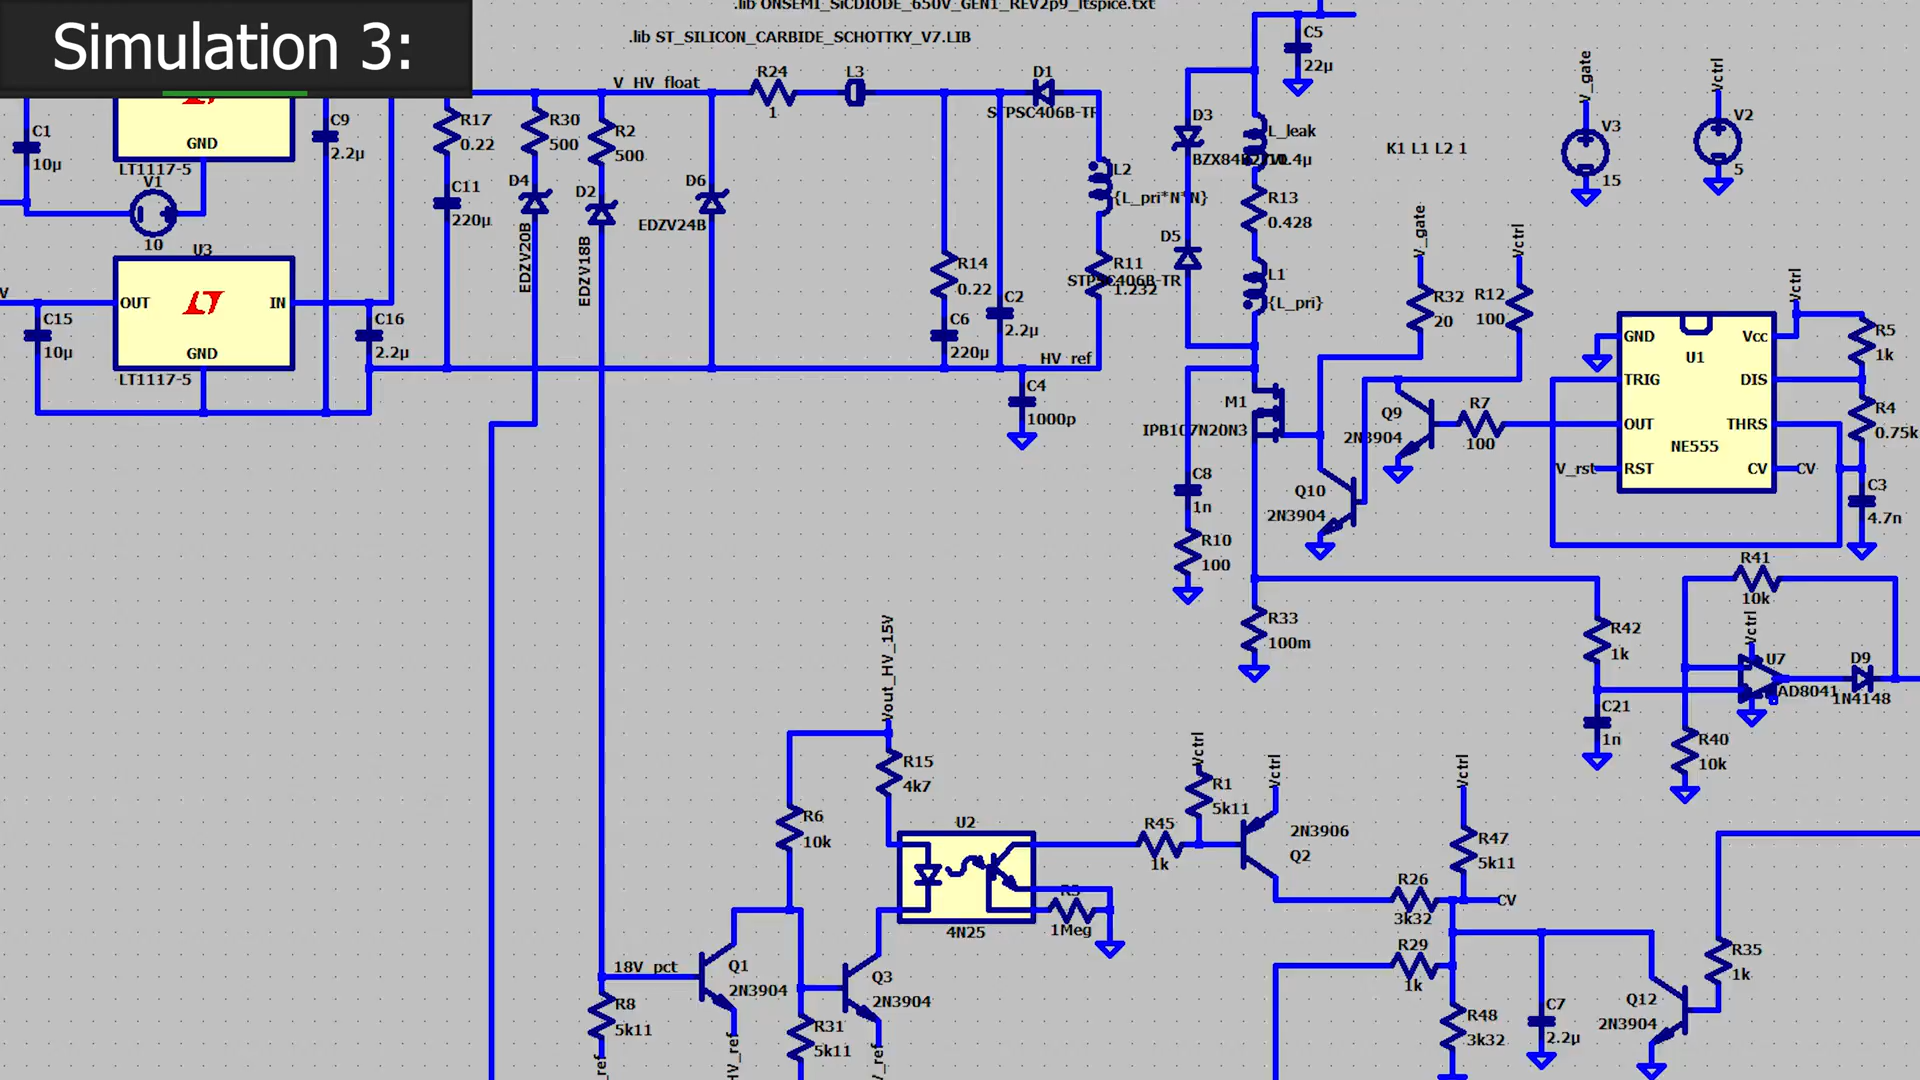 Simulation 3:
.lib ONSEMI_SiCDIODE_650V_GEN1_REV2p9_ltspice.txt
.lib ST_SILICON_CARBIDE_SCHOTTKY_V7.LIB
C5
22µ
V_HV_float
R24
1
L3
D1
STPSC406B-TR
V_gate
V3
15
Vctrl
V2
5
C1
10µ
GND
LT1117-5
V1
10
C9
2.2µ
R17
0.22
C11
220µ
R30
500
R2
500
D4
EDZV20B
D2
EDZV18B
D6
EDZV24B
L2
{L_pri*N*N}
D3
L_leak
R13
0.428
K1 L1 L2 1
U3
OUT
IN
GND
LT1117-5
C15
10µ
C16
2.2µ
R14
0.22
C6
220µ
C2
2.2µ
R11
1.232
STPSC406B-TR
D5
L1
{L_pri}
HV_ref
C4
1000p
V_gate
R32
20
Vctrl
R12
100
M1
IPB107N20N3
Q9
2N3904
R7
100
Q10
2N3904
Vctrl
GND
Vcc
U1
TRIG
DIS
OUT
THRS
NE555
V_rst
RST
CV
CV
R5
1k
R4
0.75k
C3
4.7n
C8
1n
R10
100
R33
100m
R41
10k
Vctrl
R42
1k
U7
AD8041
D9
1N4148
C21
1n
R40
10k
Vout_HV_15V
R15
4k7
R6
10k
U2
4N25
R3
1Meg
Vctrl
R1
5k11
R45
1k
Vctrl
2N3906
Q2
Vctrl
R47
5k11
R26
3k32
CV
R29
1k
R48
3k32
C7
2.2µ
Q12
2N3904
R35
1k
18V_pct
Q1
2N3904
Q3
2N3904
R8
5k11
R31
5k11
_ref
HV_ref
V_ref